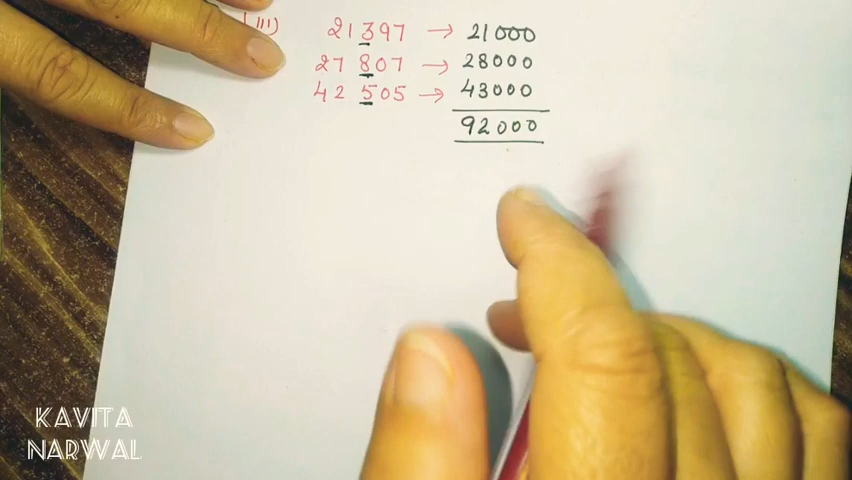 (III) 21397 → 21000
27807 → 28000
42505 → 43000
92000
KAVITA
NARWAL